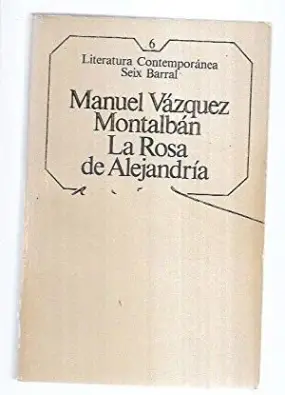 6
Literatura Contemporánea
Seix Barral
Manuel Vázquez
Montalbán
La Rosa
de Alejandría